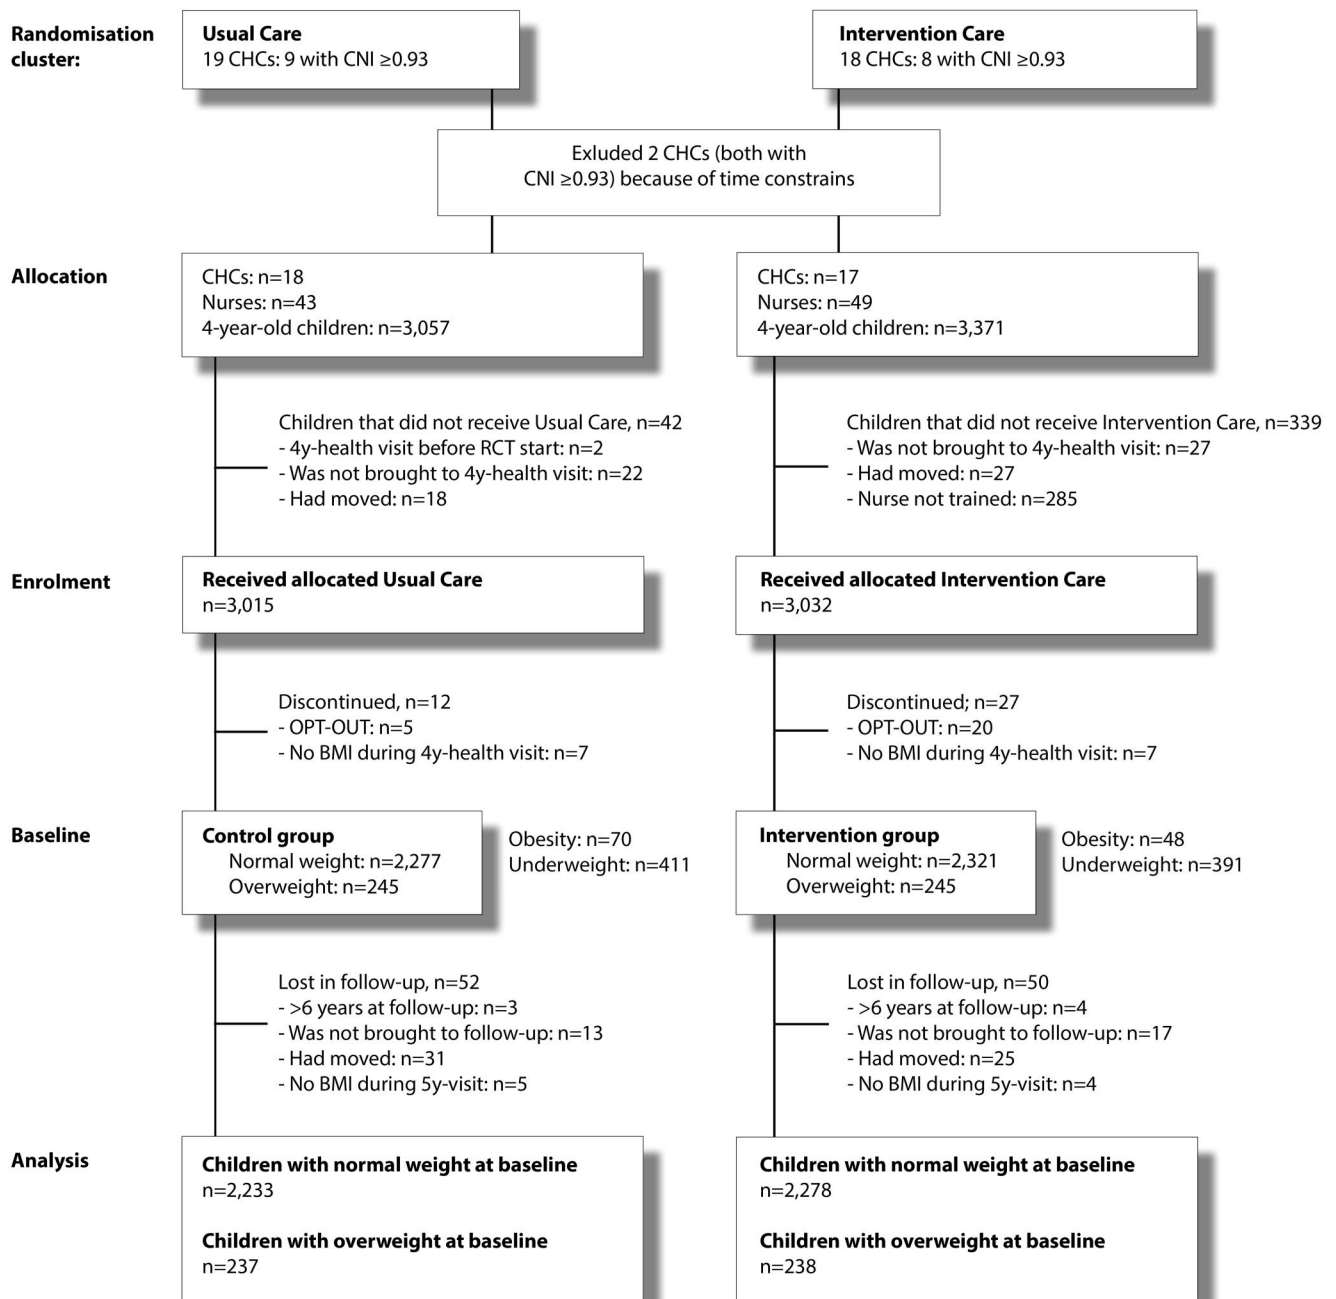 Randomisation
cluster:
Usual Care
19 CHCs: 9 with CNI ≥0.93
Intervention Care
18 CHCs: 8 with CNI ≥0.93
Exluded 2 CHCs (both with
CNI ≥0.93) because of time constrains
Allocation
CHCs: n=18
Nurses: n=43
4-year-old children: n=3,057
CHCs: n=17
Nurses: n=49
4-year-old children: n=3,371
Children that did not receive Usual Care, n=42
- 4y-health visit before RCT start: n=2
- Was not brought to 4y-health visit: n=22
- Had moved: n=18
Children that did not receive Intervention Care, n=339
- Was not brought to 4y-health visit: n=27
- Had moved: n=27
- Nurse not trained: n=285
Enrolment
Received allocated Usual Care
n=3,015
Received allocated Intervention Care
n=3,032
Discontinued, n=12
- OPT-OUT: n=5
- No BMI during 4y-health visit: n=7
Discontinued; n=27
- OPT-OUT: n=20
- No BMI during 4y-health visit: n=7
Baseline
Control group
Normal weight: n=2,277
Overweight: n=245
Obesity: n=70
Underweight: n=411
Intervention group
Normal weight: n=2,321
Overweight: n=245
Obesity: n=48
Underweight: n=391
Lost in follow-up, n=52
- >6 years at follow-up: n=3
- Was not brought to follow-up: n=13
- Had moved: n=31
- No BMI during 5y-visit: n=5
Lost in follow-up, n=50
- >6 years at follow-up: n=4
- Was not brought to follow-up: n=17
- Had moved: n=25
- No BMI during 5y-visit: n=4
Analysis
Children with normal weight at baseline
n=2,233
Children with overweight at baseline
n=237
Children with normal weight at baseline
n=2,278
Children with overweight at baseline
n=238